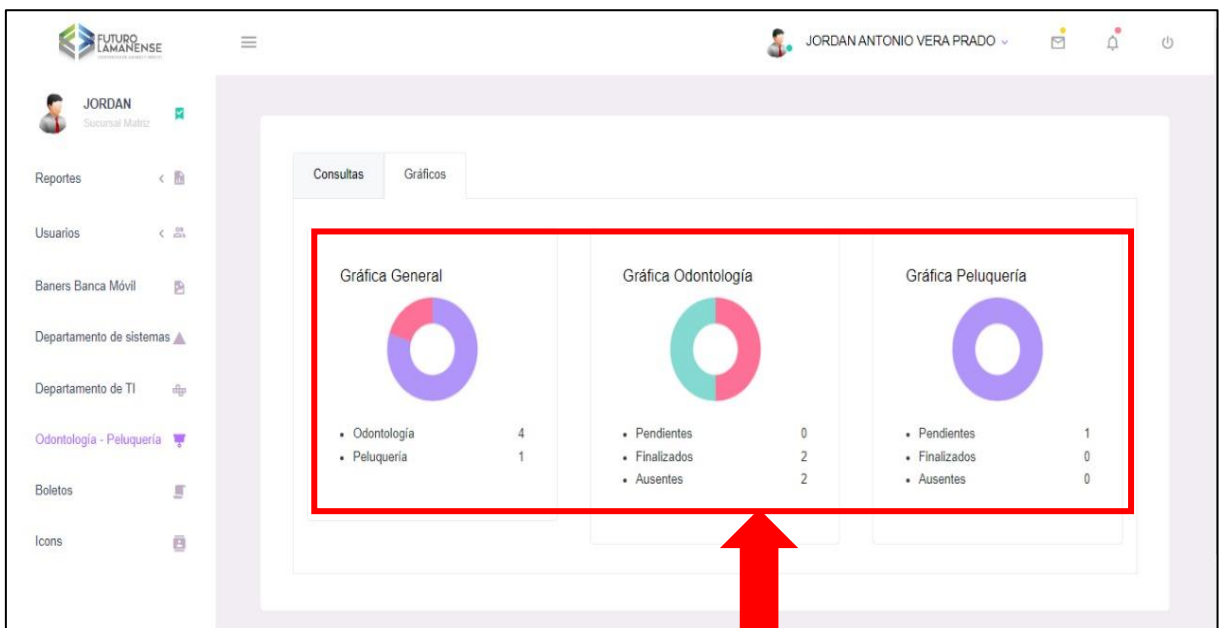 FUTURO
LAMANENSE
JORDAN ANTONIO VERA PRADO
JORDAN
Sucursal Matriz
Reportes
Usuarios
Baners Banca Móvil
Departamento de sistemas
Departamento de TI
Odontología - Peluquería
Boletos
Icons
Consultas Gráficos
Gráfica General
• Odontología 4
• Peluquería 1
Gráfica Odontología
• Pendientes 0
• Finalizados 2
• Ausentes 2
Gráfica Peluquería
• Pendientes 1
• Finalizados 0
• Ausentes 0